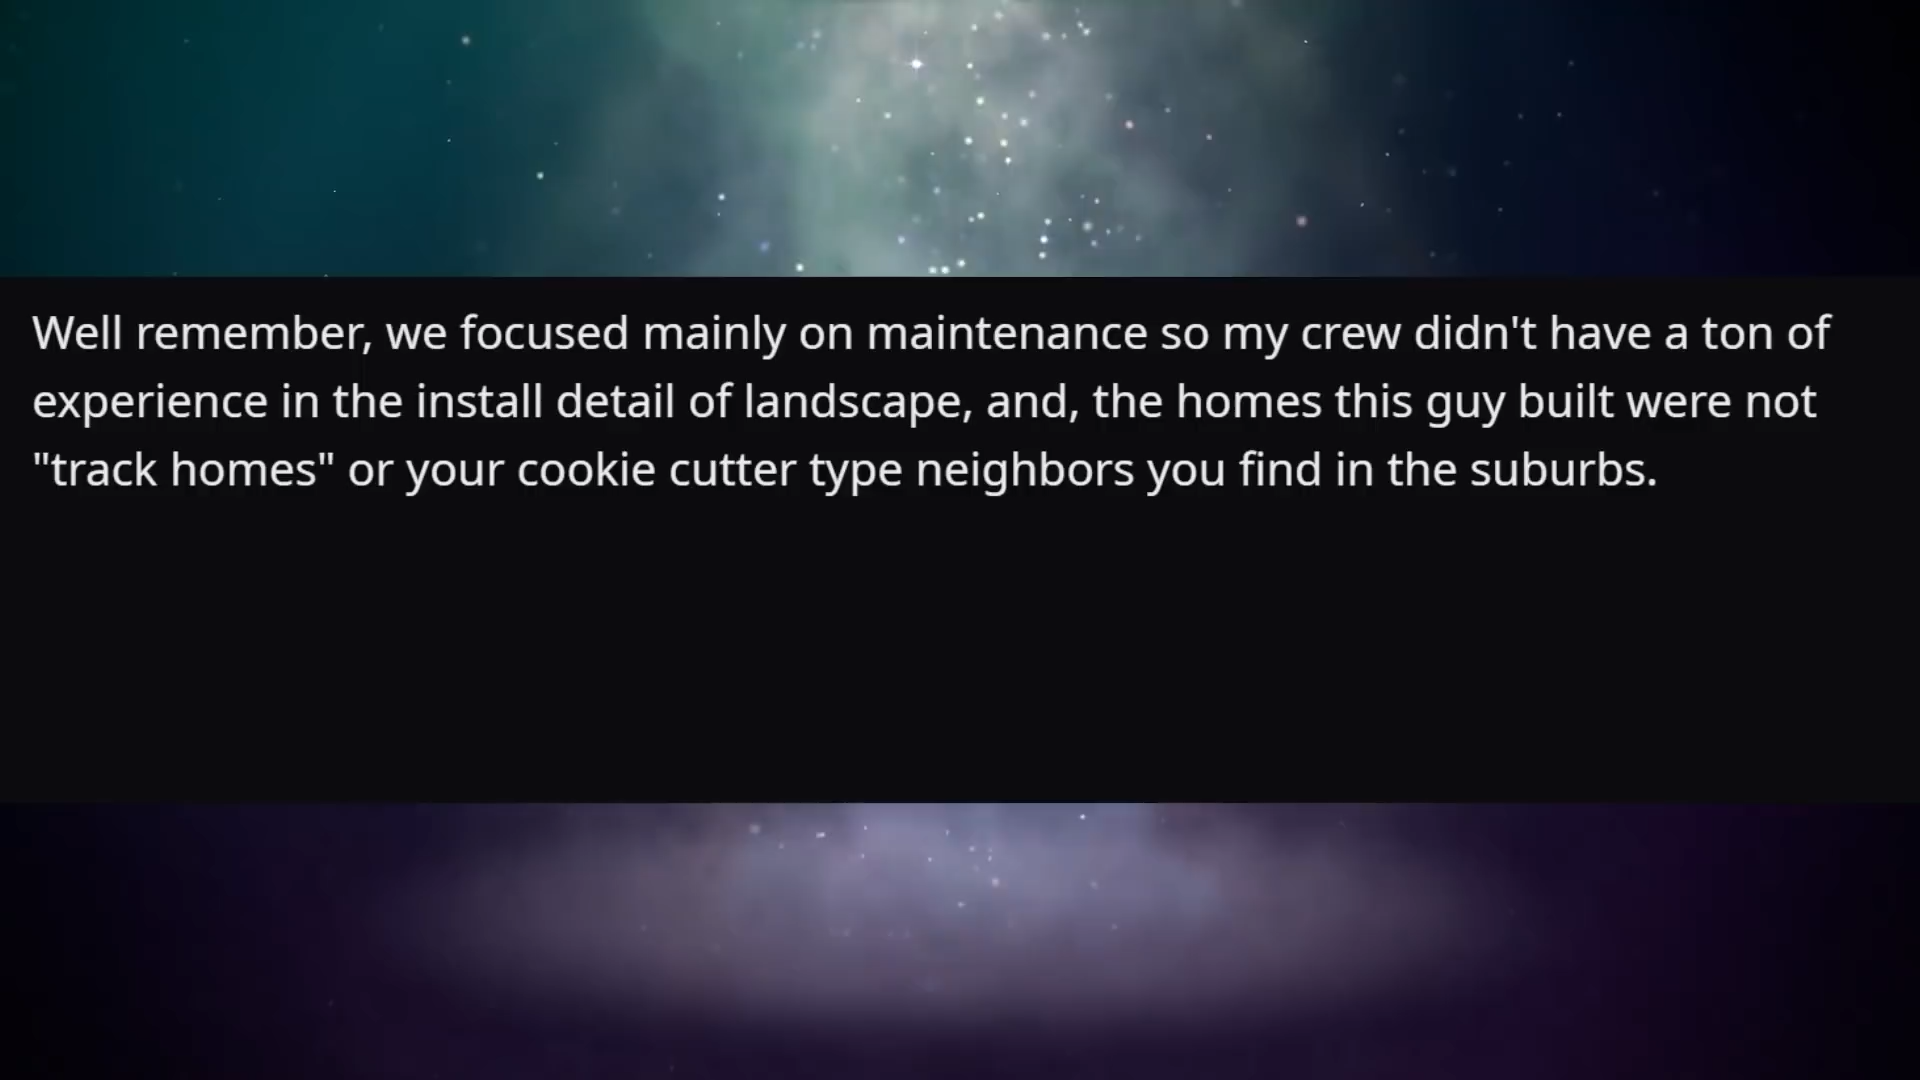 Well remember, we focused mainly on maintenance so my crew didn't have a ton of
experience in the install detail of landscape, and, the homes this guy built were not
"track homes" or your cookie cutter type neighbors you find in the suburbs.